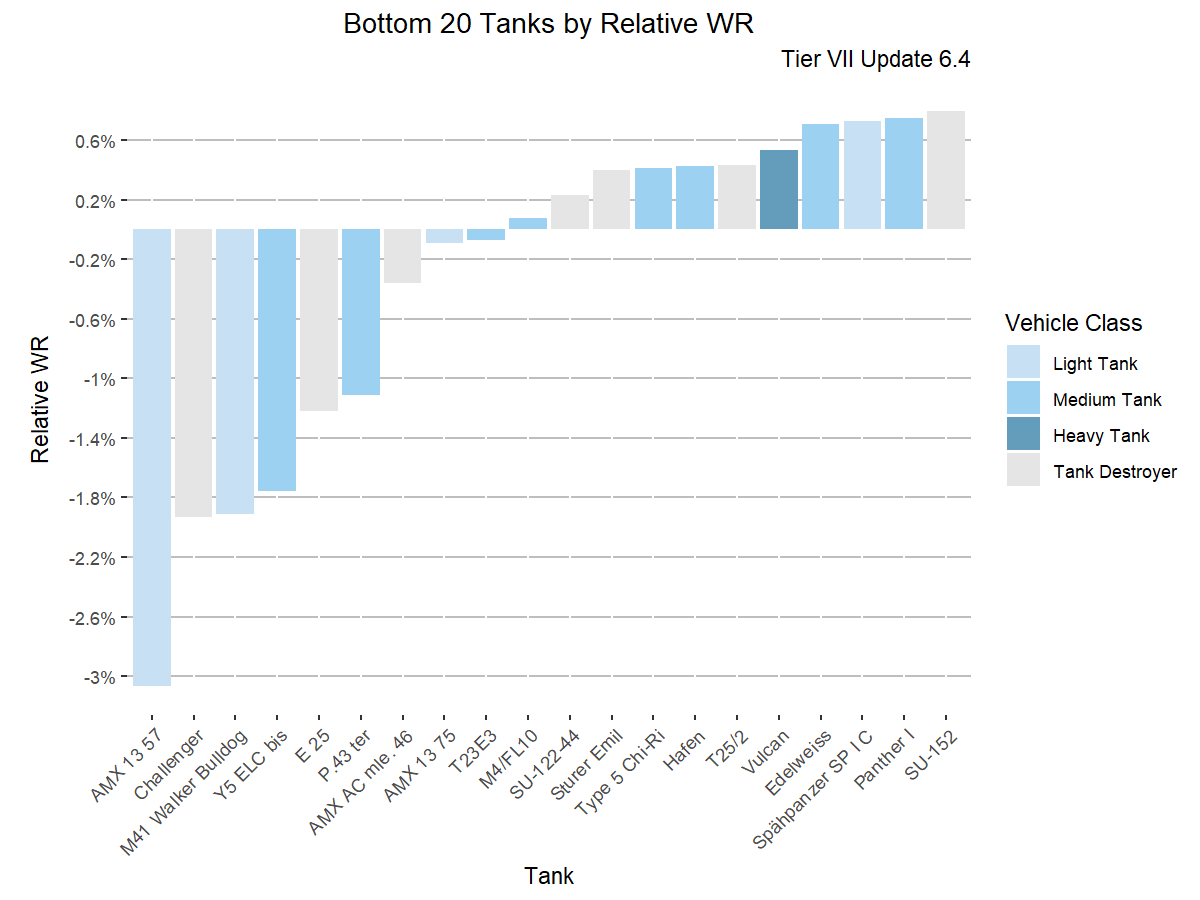 Bottom 20 Tanks by Relative WR
Tier VII Update 6.4
Relative WR
0.6%
0.2%
-0.2%
-0.6%
-1%
-1.4%
-1.8%
-2.2%
-2.6%
-3%
AMX 13 57
Challenger
M41 Walker Bulldog
Y5 ELC bis
E 25
P.43 ter
AMX AC mle. 46
AMX 13 75
T23E3
M4/FL10
SU-122-44
Sturer Emil
Type 5 Chi-Ri
Hafen
T25/2
Vulcan
Edelweiss
Spähpanzer SP I C
Panther I
SU-152
Tank
Vehicle Class
Light Tank
Medium Tank
Heavy Tank
Tank Destroyer